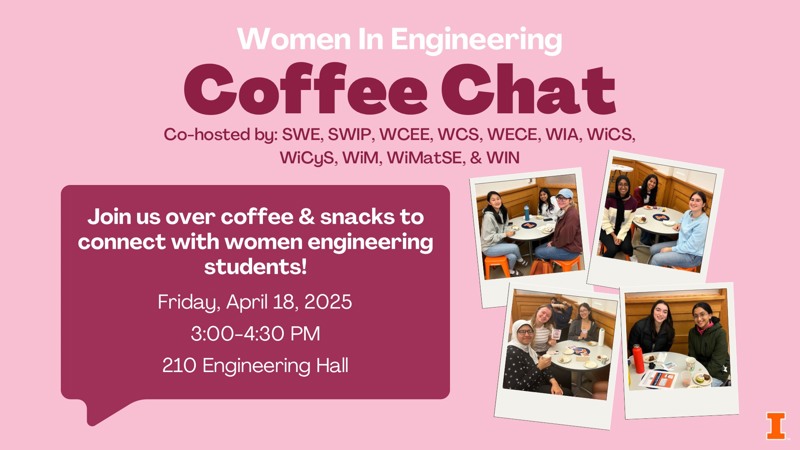 Women In Engineering
Coffee Chat
Co-hosted by: SWE, SWIP, WCEE, WCS, WECE, WIA, WiCS,
WiCyS, WiM, WiMatSE, & WIN
Join us over coffee & snacks to
connect with women engineering
students!
Friday, April 18, 2025
3:00-4:30 PM
210 Engineering Hall
I